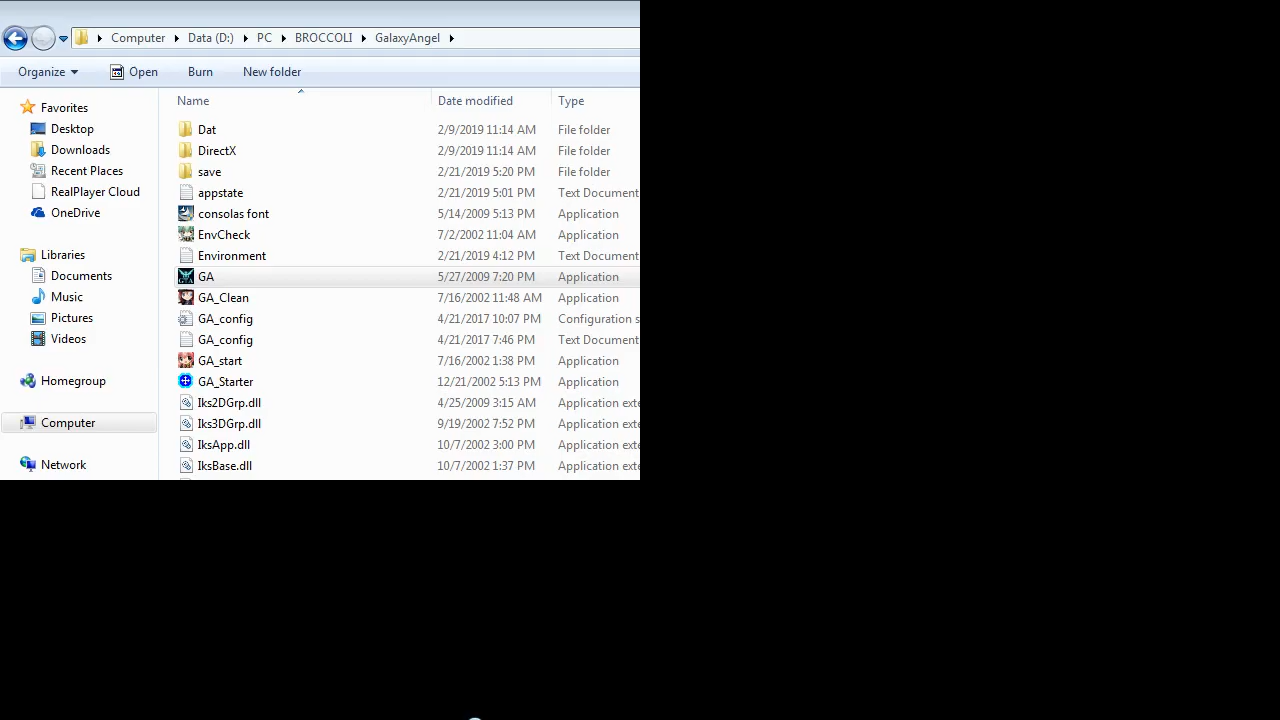 Computer Data (D:) PC BROCCOLI GalaxyAngel
Organize Open Burn New folder
Favorites
Desktop
Downloads
Recent Places
RealPlayer Cloud
OneDrive
Libraries
Documents
Music
Pictures
Videos
Homegroup
Computer
Network
Name Date modified Type
Dat 2/9/2019 11:14 AM File folder
DirectX 2/9/2019 11:14 AM File folder
save 2/21/2019 5:20 PM File folder
appstate 2/21/2019 5:01 PM Text Document
consolas font 5/14/2009 5:13 PM Application
EnvCheck 7/2/2002 11:04 AM Application
Environment 2/21/2019 4:12 PM Text Document
GA 5/27/2009 7:20 PM Application
GA_Clean 7/16/2002 11:48 AM Application
GA_config 4/21/2017 10:07 PM Configuration s
GA_config 4/21/2017 7:46 PM Text Document
GA_start 7/16/2002 1:38 PM Application
GA_Starter 12/21/2002 5:13 PM Application
Iks2DGrp.dll 4/25/2009 3:15 AM Application exte
Iks3DGrp.dll 9/19/2002 7:52 PM Application exte
IksApp.dll 10/7/2002 3:00 PM Application exte
IksBase.dll 10/7/2002 1:37 PM Application exte